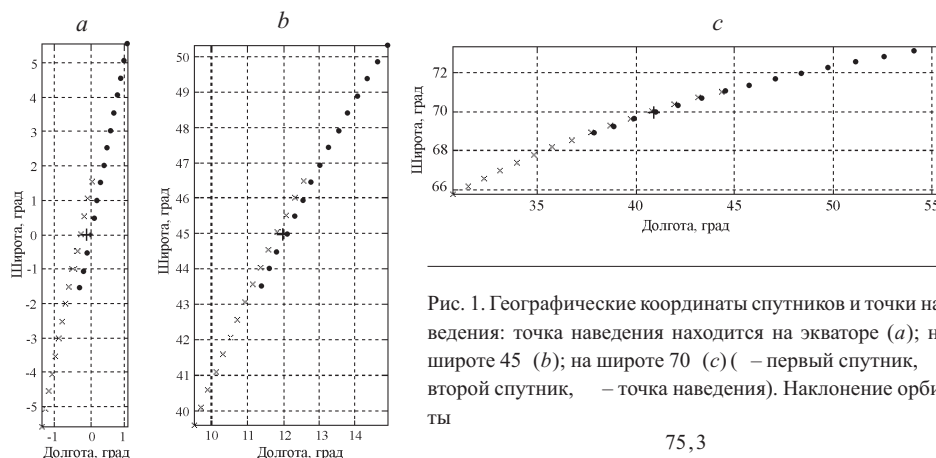 a
b
c
5
4
3
2
1
0
-1
-2
-3
-4
-5
Широта, град
-1 0 1
Долгота, град
50
49
48
47
46
45
44
43
42
41
40
Широта, град
10 11 12 13 14
Долгота, град
72
70
68
66
Широта, град
35 40 45 50 55
Долгота, град
Рис. 1. Географические координаты спутников и точки на
ведения: точка наведения находится на экваторе (a); н
широте 45 (b); на широте 70 (c) ( – первый спутник,
второй спутник, – точка наведения). Наклонение орби
ты
75,3